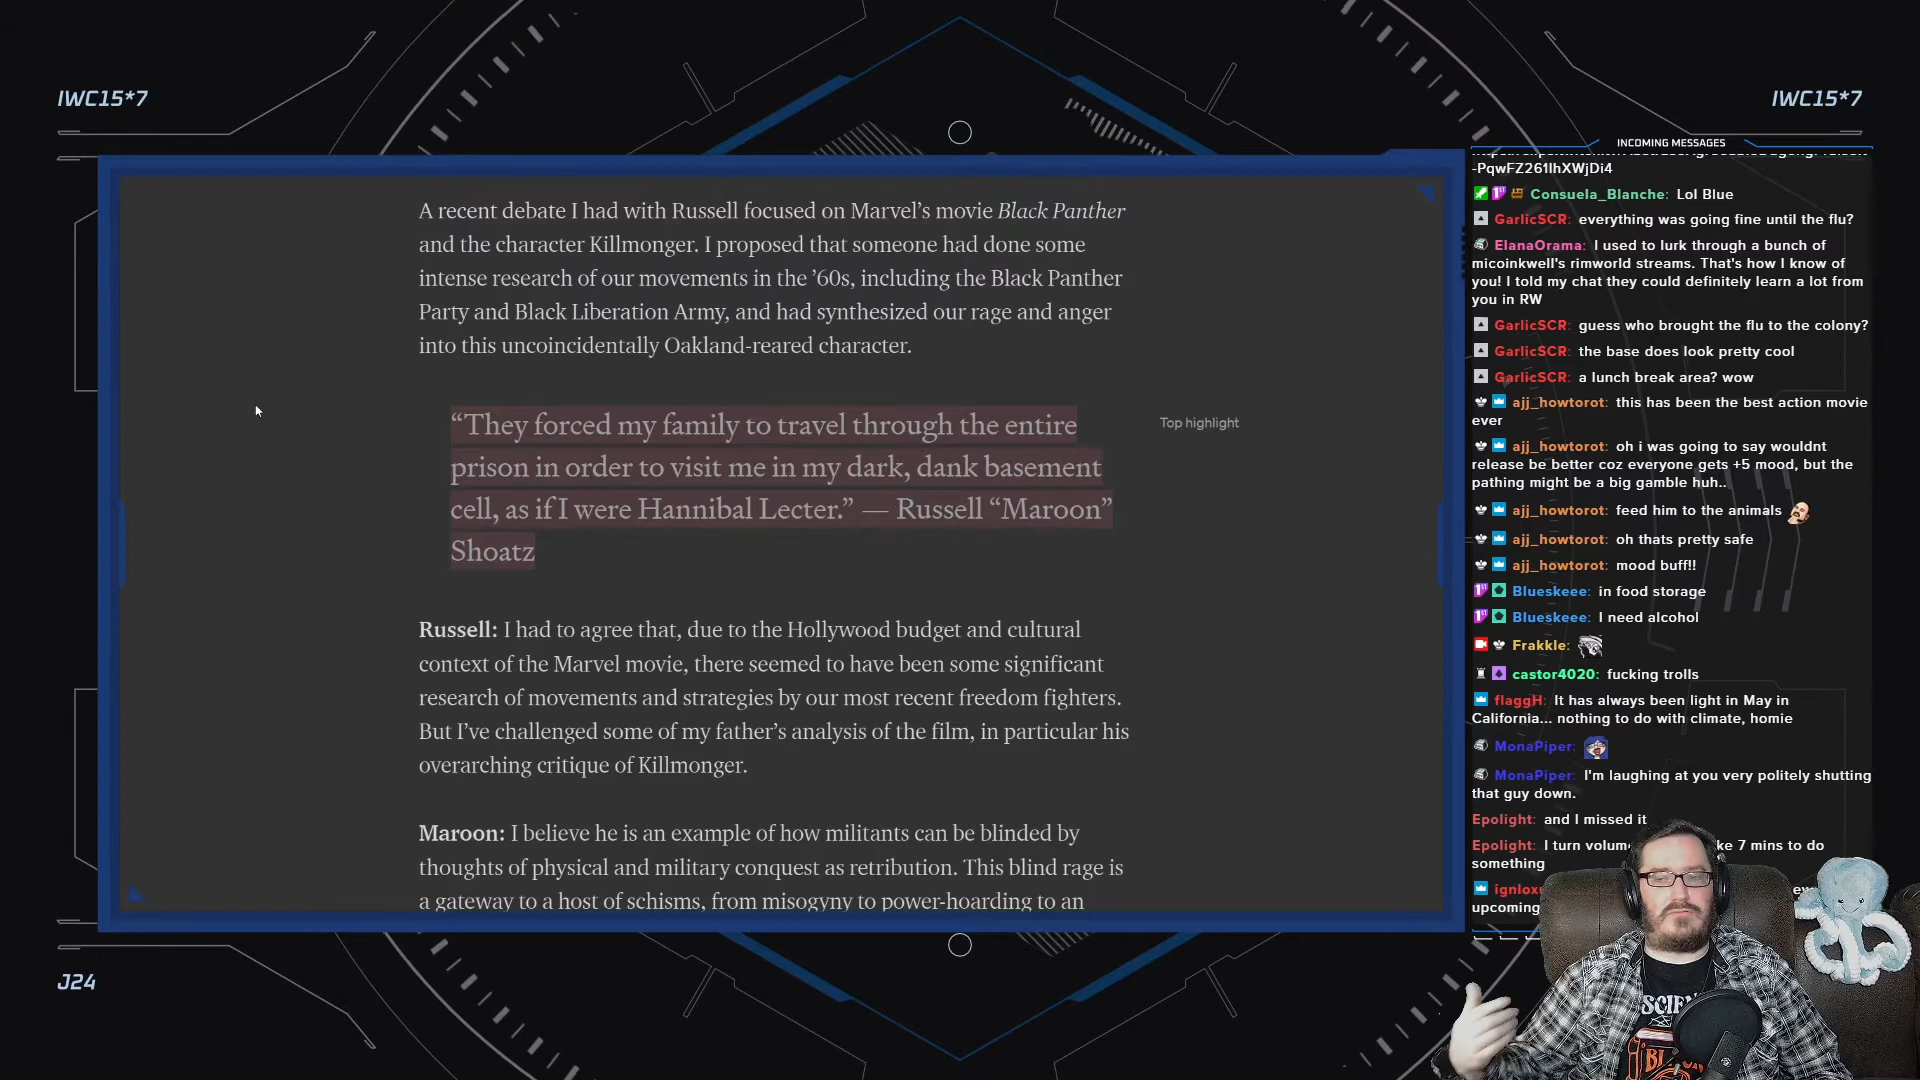 IWC15*7
IWC15*7
A recent debate I had with Russell focused on Marvel’s movie Black Panther
and the character Killmonger. I proposed that someone had done some
intense research of our movements in the ’60s, including the Black Panther
Party and Black Liberation Army, and had synthesized our rage and anger
into this uncoincidentally Oakland-reared character.
“They forced my family to travel through the entire
prison in order to visit me in my dark, dank basement
cell, as if I were Hannibal Lecter.” — Russell “Maroon”
Shoatz
Top highlight
Russell: I had to agree that, due to the Hollywood budget and cultural
context of the Marvel movie, there seemed to have been some significant
research of movements and strategies by our most recent freedom fighters.
But I’ve challenged some of my father’s analysis of the film, in particular his
overarching critique of Killmonger.
Maroon: I believe he is an example of how militants can be blinded by
thoughts of physical and military conquest as retribution. This blind rage is
a gateway to a host of schisms, from misogyny to power-hoarding to an
J24
INCOMING MESSAGES
-PqwFZ261lhXWjDi4
Consuela_Blanche: Lol Blue
GarlicSCR: everything was going fine until the flu?
ElanaOrama: I used to lurk through a bunch of
micoinkwell's rimworld streams. That's how I know of
you! I told my chat they could definitely learn a lot from
you in RW
GarlicSCR: guess who brought the flu to the colony?
GarlicSCR: the base does look pretty cool
GarlicSCR: a lunch break area? wow
ajj_howtorot: this has been the best action movie
ever
ajj_howtorot: oh i was going to say wouldnt
release be better coz everyone gets +5 mood, but the
pathing might be a big gamble huh..
ajj_howtorot: feed him to the animals
ajj_howtorot: oh thats pretty safe
ajj_howtorot: mood buff!!
Blueskeee: in food storage
Blueskeee: I need alcohol
Frakkle:
castor4020: fucking trolls
flaggH: It has always been light in May in
California... nothing to do with climate, homie
MonaPiper:
MonaPiper: I'm laughing at you very politely shutting
that guy down.
Epolight: and I missed it
Epolight: I turn volume ke 7 mins to do
something
upcoming
SCIEN